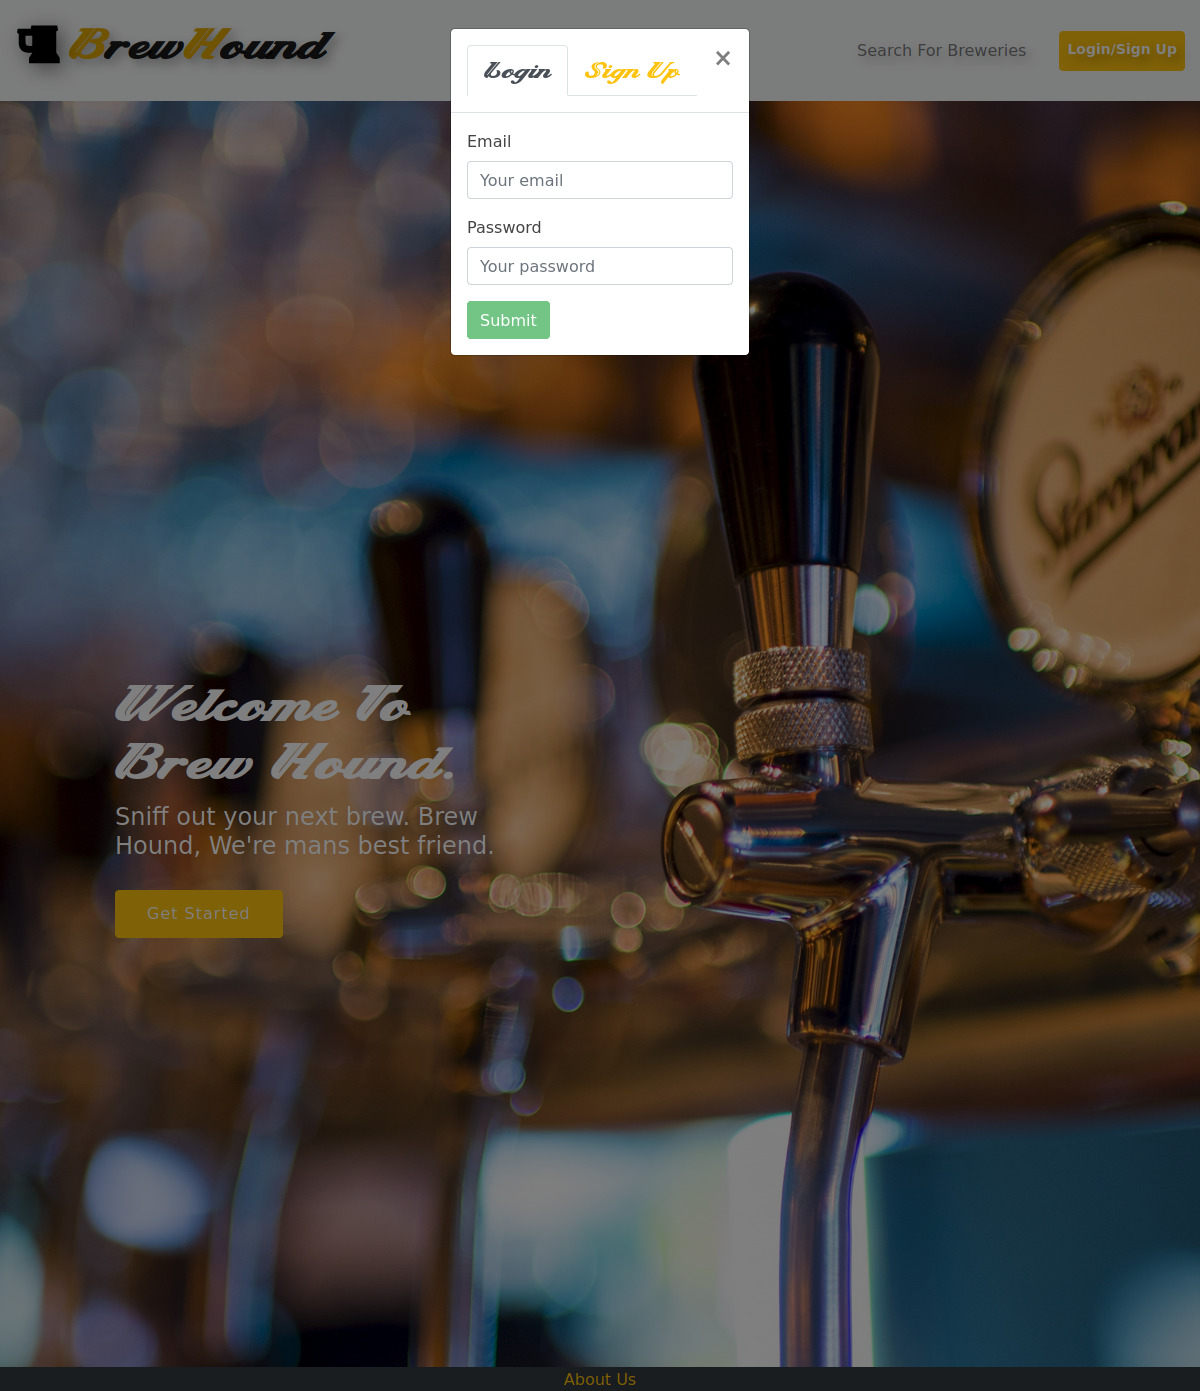 BrewHound
Search For Breweries
Login/Sign Up
Login
Sign Up
×
Email
Your email
Password
Your password
Submit
Staropram
Welcome To
Brew Hound.
Sniff out your next brew. Brew
Hound, We're mans best friend.
Get Started
About Us